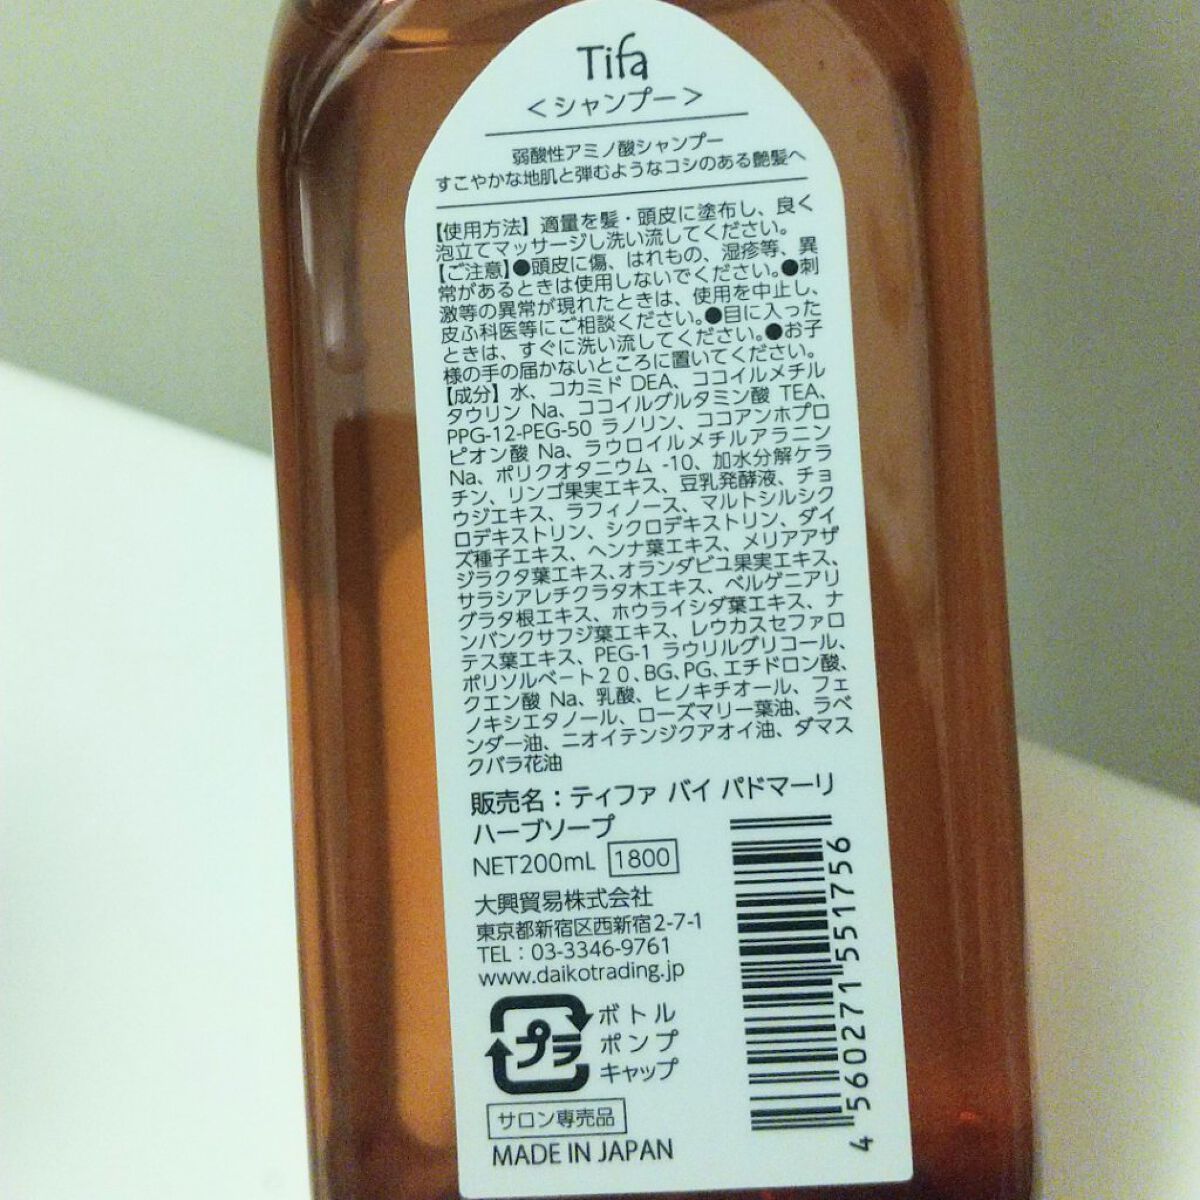 Tifa
＜シャンプー＞
弱酸性アミノ酸シャンプー
すこやかな地肌と弾むようなコシのある艶髪へ
【使用方法】適量を髪・頭皮に塗布し、良く
泡立てマッサージし洗い流してください。
【ご注意】●頭皮に傷、はれもの、湿疹等、異
常があるときは使用しないでください。●刺
激等の異常が現れたときは、使用を中止し、
皮ふ科医等にご相談ください。●目に入った
ときは、すぐに洗い流してください。●お子
様の手の届かないところに置いてください。
【成分】水、コカミド DEA、ココイルメチル
タウリン Na、ココイルグルタミン酸 TEA、
PPG-12-PEG-50 ラノリン、ココアンホプロ
ピオン酸 Na、ラウロイルメチルアラニン
Na、ポリクオタニウム -10、加水分解ケラ
チン、リンゴ果実エキス、豆乳発酵液、チョ
ウジエキス、ラフィノース、マルトシルシク
ロデキストリン、シクロデキストリン、ダイ
ズ種子エキス、ヘンナ葉エキス、メリアアザ
ジラクタ葉エキス、オランダビユ果実エキス、
サラシアレチクラタ木エキス、ベルゲニアリ
グラタ根エキス、ホウライシダ葉エキス、ナ
ンバンクサフジ葉エキス、レウカスセファロ
テス葉エキス、PEG-1 ラウリルグリコール、
ポリソルベート２０、BG、PG、エチドロン酸、
クエン酸 Na、乳酸、ヒノキチオール、フェ
ノキシエタノール、ローズマリー葉油、ラベ
ンダー油、ニオイテンジクアオイ油、ダマス
クバラ花油
販売名：ティファ バイ パドマーリ
ハーブソープ
NET200mL 1800
大興貿易株式会社
東京都新宿区西新宿2-7-1
TEL：03-3346-9761
www.daikotrading.jp
プラ
ボトル
ポンプ
キャップ
サロン専売品
MADE IN JAPAN
4 560271 551756